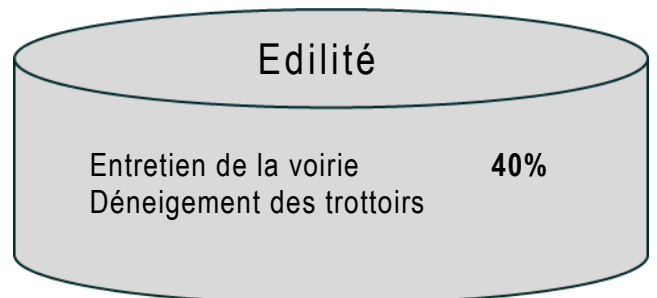 Edilité
Entretien de la voirie 40%
Déneigement des trottoirs